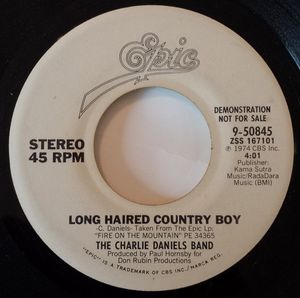 Epic
DEMONSTRATION
NOT FOR SALE
STEREO
45 RPM
9-50845
ZSS 167101
℗ 1974 CBS Inc.
4:01
Publisher:
Kama Sutra
Music/RadaDara
Music (BMI)
LONG HAIRED COUNTRY BOY
-C. Daniels- Taken From The Epic Lp:
"FIRE ON THE MOUNTAIN" PE 34365
THE CHARLIE DANIELS BAND
Produced by Paul Hornsby for
Don Rubin Productions
"EPIC" IS A TRADEMARK OF CBS INC./MARCA REG.